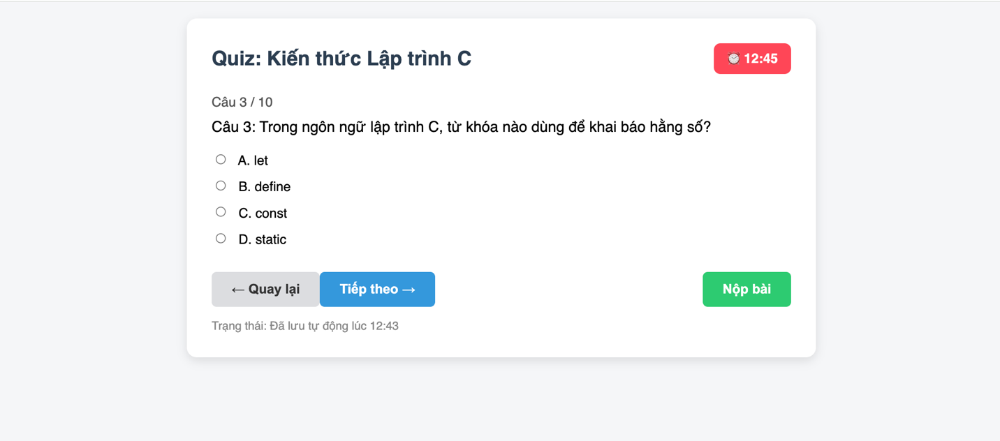 Quiz: Kiến thức Lập trình C
⏰ 12:45
Câu 3 / 10
Câu 3: Trong ngôn ngữ lập trình C, từ khóa nào dùng để khai báo hằng số?
A. let
B. define
C. const
D. static
← Quay lại
Tiếp theo →
Nộp bài
Trạng thái: Đã lưu tự động lúc 12:43